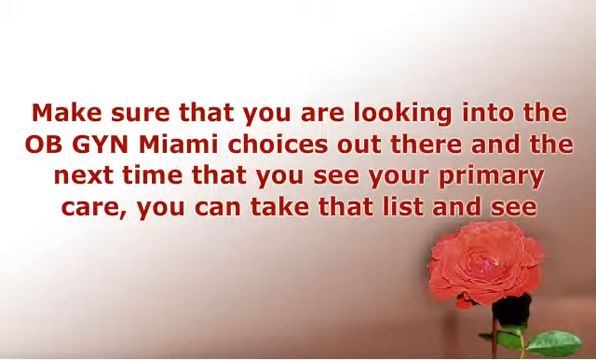 Make sure that you are looking into the
OB GYN Miami choices out there and the
next time that you see your primary
care, you can take that list and see